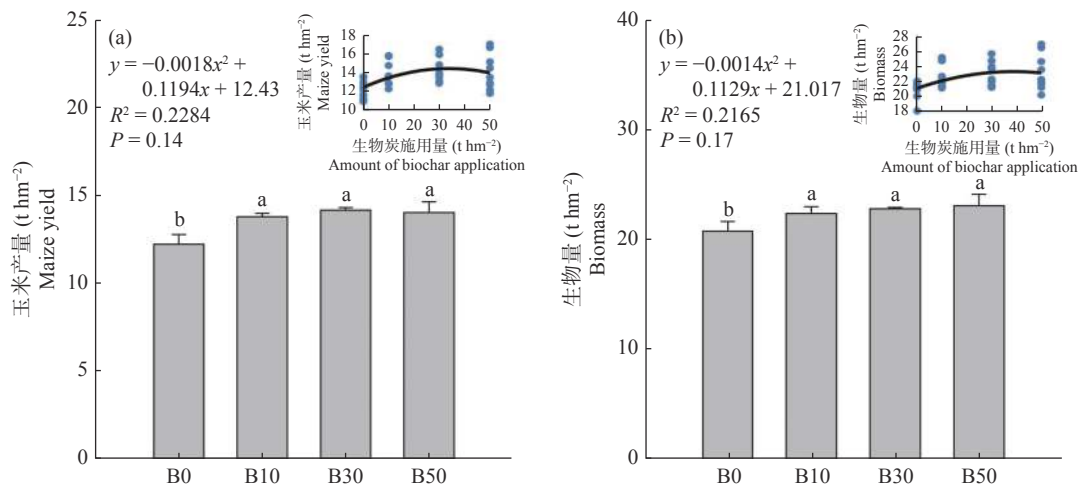 (a)
y = −0.0018x² +
0.1194x + 12.43
R² = 0.2284
P = 0.14
玉米产量 (t hm⁻²)
Maize yield
18
16
14
12
10
0 10 20 30 40 50
生物炭施用量 (t hm⁻²)
Amount of biochar application
玉米产量 (t hm⁻²)
Maize yield
25
20
15
10
5
0
b
a
a
a
B0 B10 B30 B50
(b)
y = −0.0014x² +
0.1129x + 21.017
R² = 0.2165
P = 0.17
生物量 (t hm⁻²)
Biomass
28
26
24
22
20
18
0 10 20 30 40 50
生物炭施用量 (t hm⁻²)
Amount of biochar application
生物量 (t hm⁻²)
Biomass
40
20
0
b
a
a
a
B0 B10 B30 B50